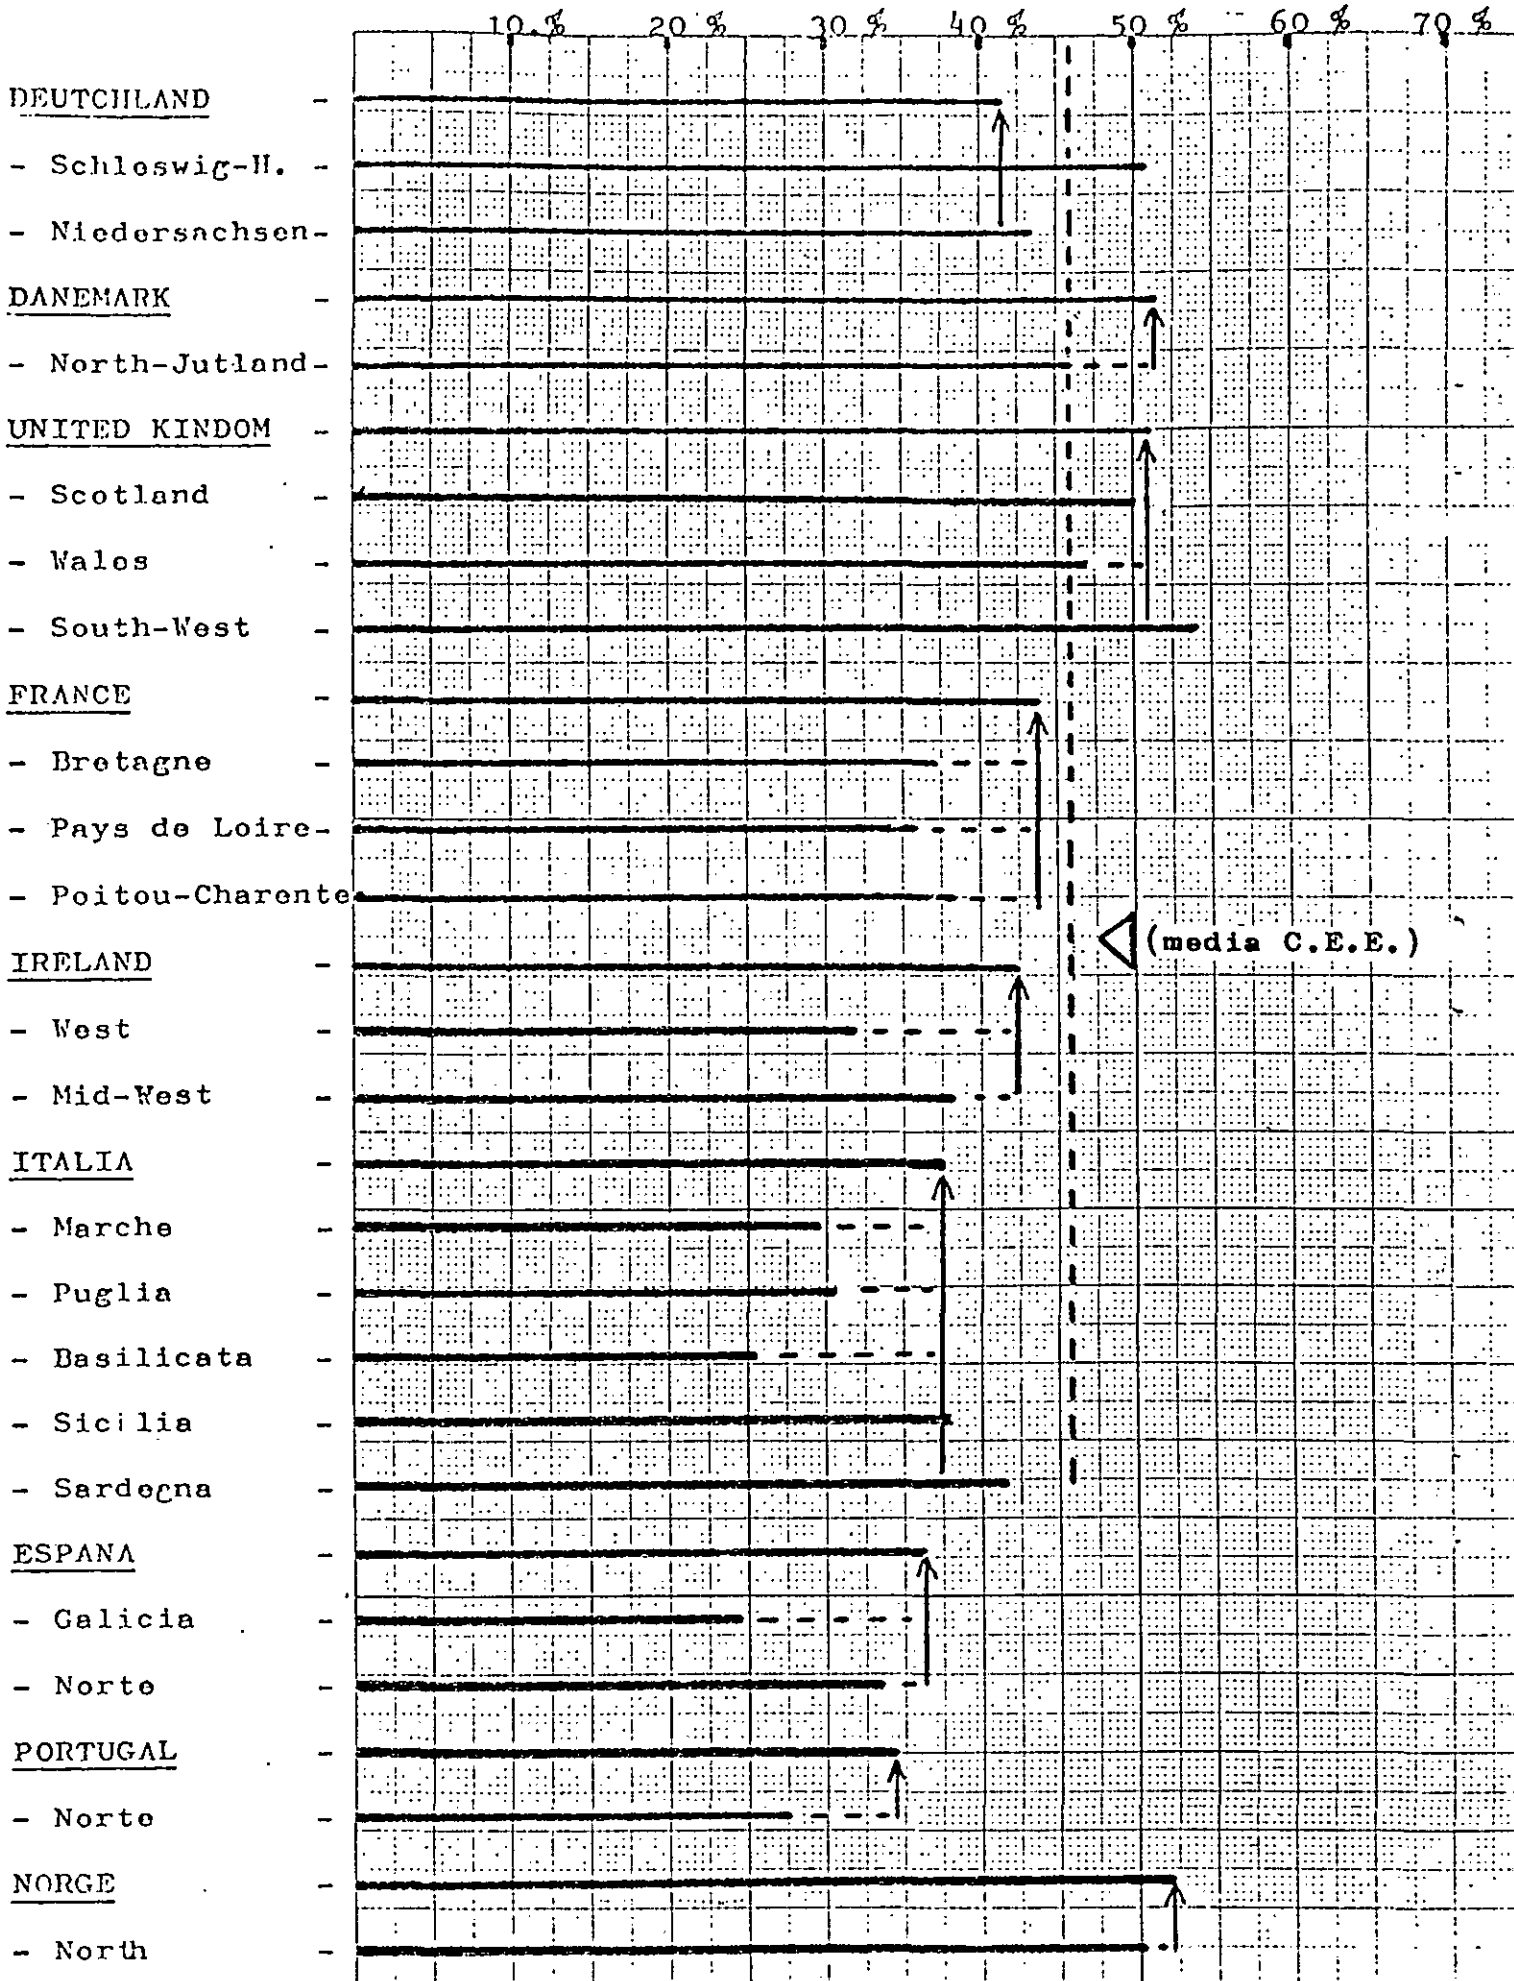 10.% 20 % 30 % 40 % 50 % 60 % 70 %
DEUTCHLAND -
- Schleswig-H. -
- Niedersachsen-
DANEMARK -
- North-Jutland-
UNITED KINDOM -
- Scotland -
- Wales -
- South-West -
FRANCE -
- Bretagne -
- Pays de Loire-
- Poitou-Charente
(media C.E.E.)
IRELAND -
- West -
- Mid-West -
ITALIA -
- Marche -
- Puglia -
- Basilicata -
- Sicilia -
- Sardegna -
ESPANA -
- Galicia -
- Norte -
PORTUGAL -
- Norte -
NORGE -
- North -